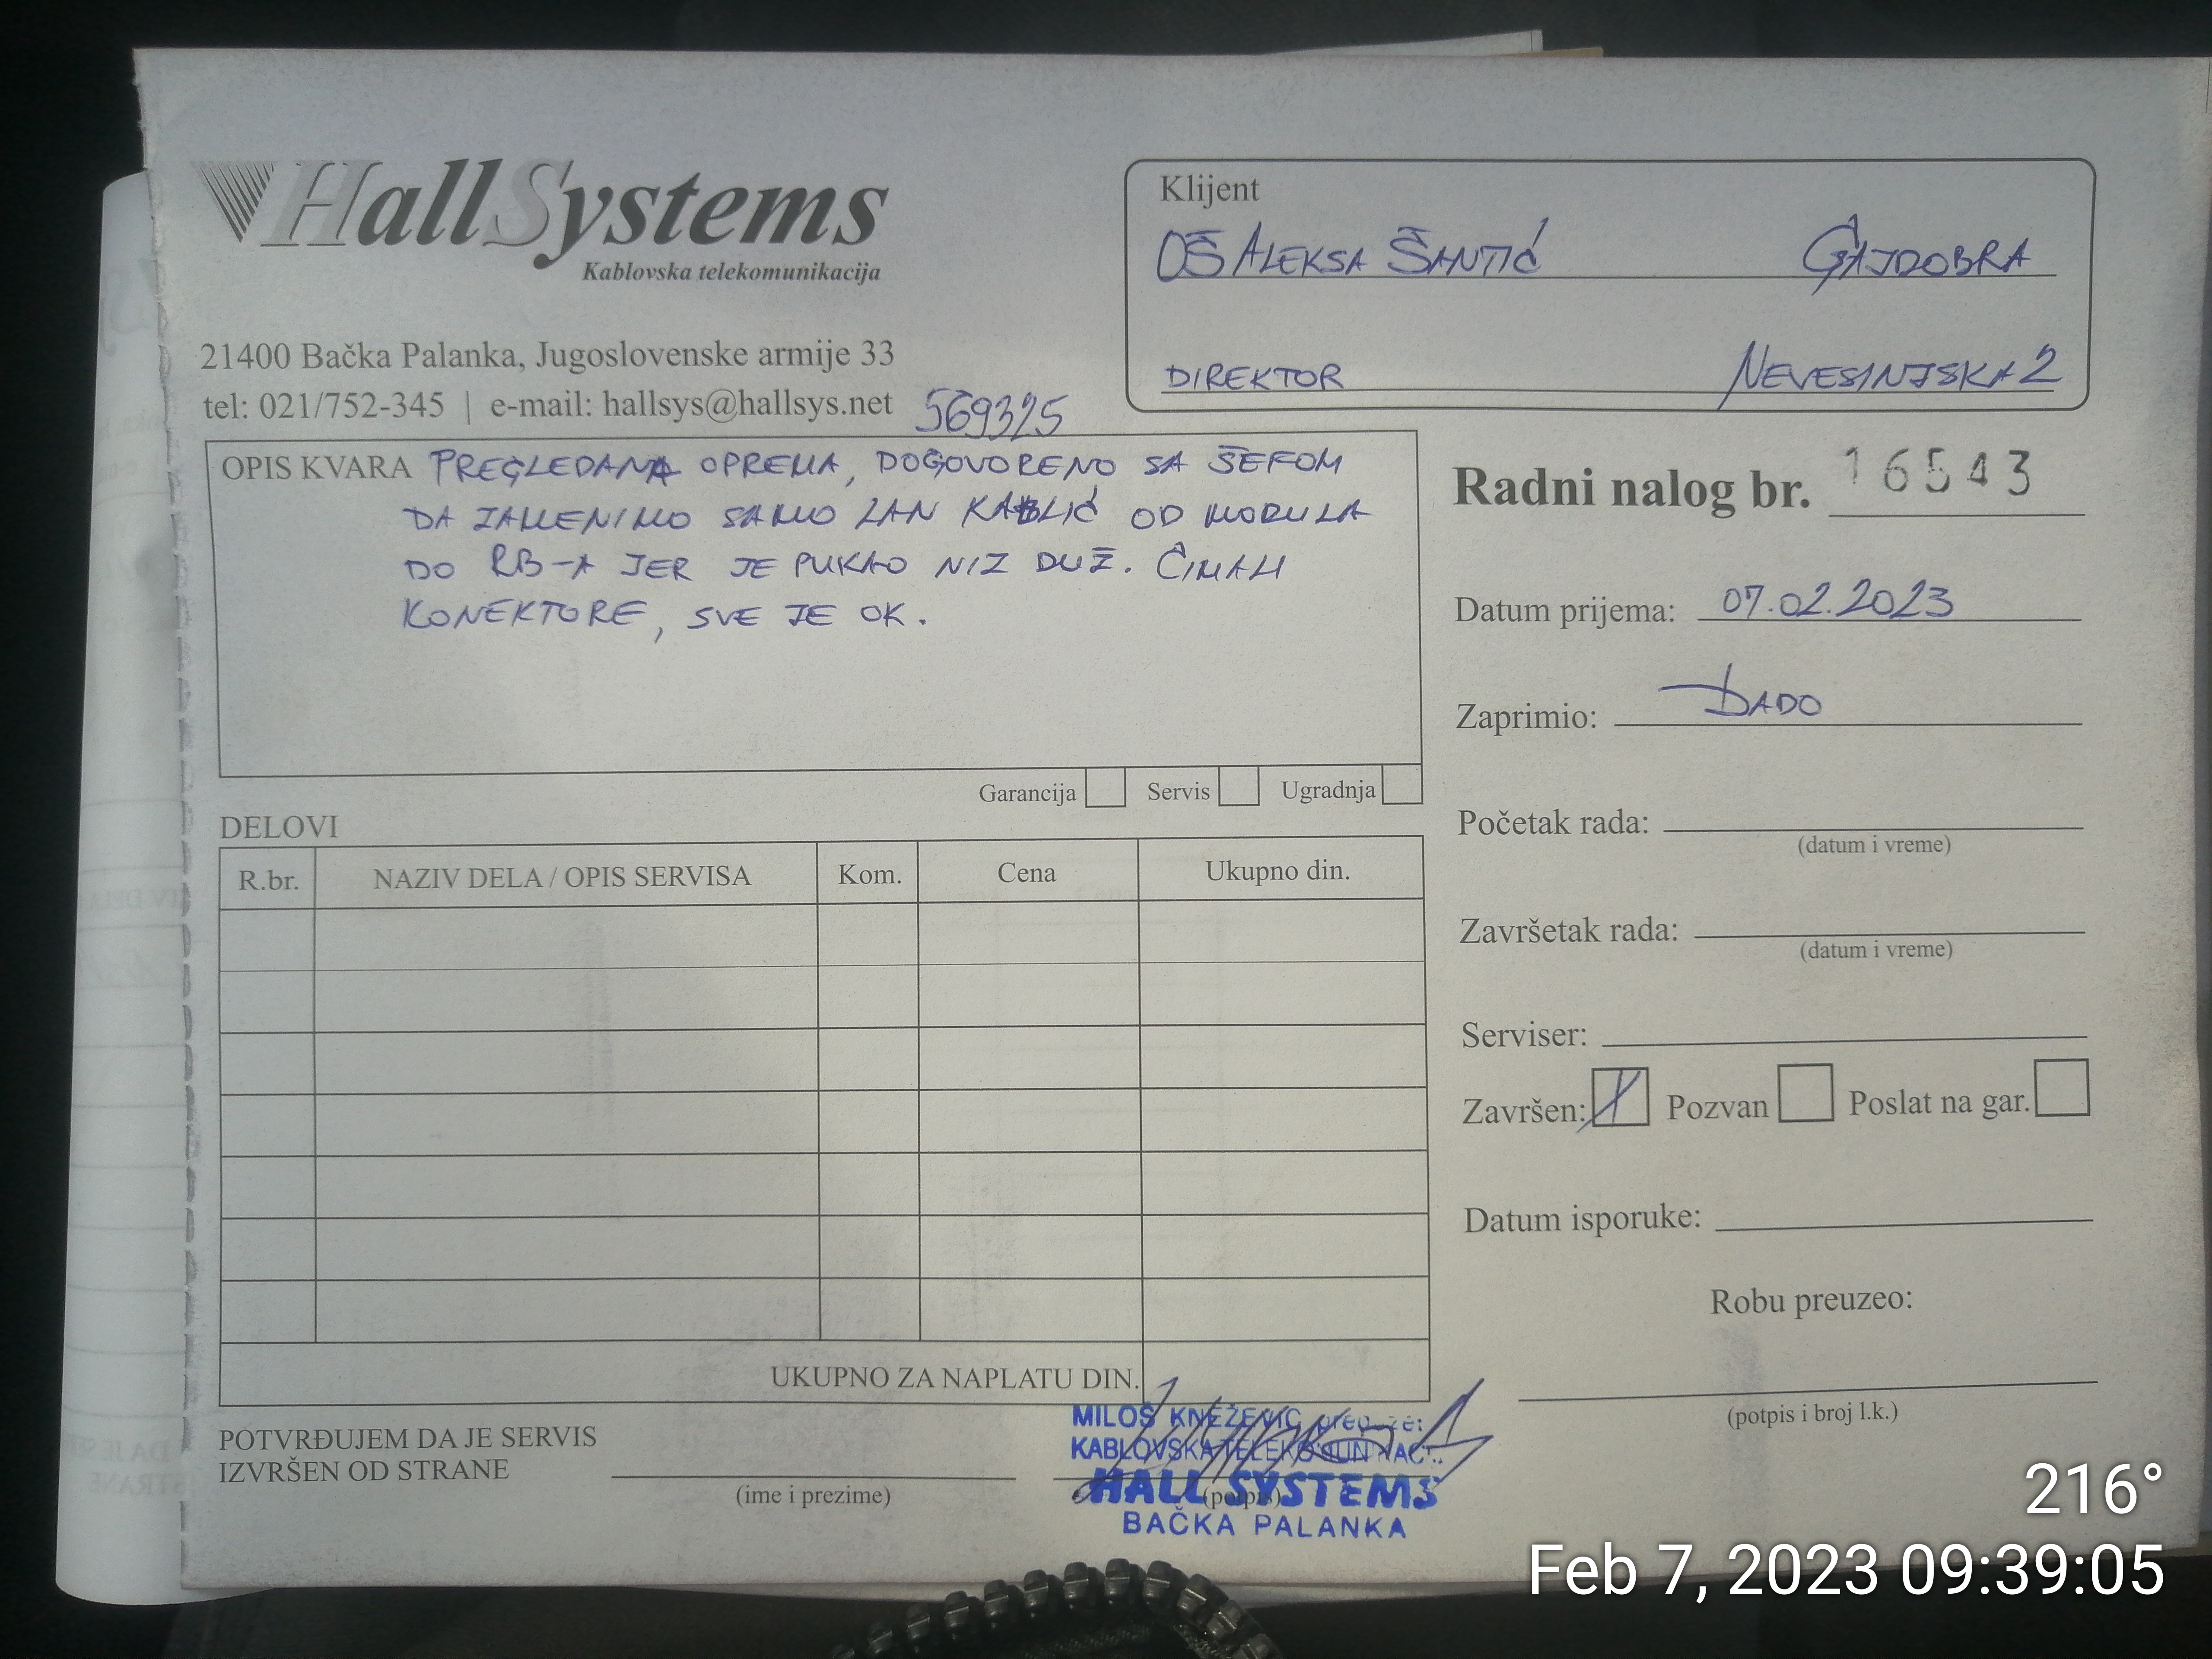 HallSystems
Kablovska telekomunikacija
21400 Bačka Palanka, Jugoslovenske armije 33
tel: 021/752-345 | e-mail: hallsys@hallsys.net 569325
Klijent
OŠ ALEKSA ŠANTIĆ GAJDOBRA
DIREKTOR NEVESINJSKA 2
OPIS KVARA PREGLEDANA OPREMA, DOGOVORENO SA ŠEFOM
DA ZAMENIMO SAMO LAN KABLIĆ OD MODULA
DO RB-A JER JE PUKAO NIZ DUŽ. ČIMAM
KONEKTORE, SVE JE OK.
Garancija Servis Ugradnja
Radni nalog br. 16543
Datum prijema: 07.02.2023
Zaprimio: DADO
Početak rada:
(datum i vreme)
Završetak rada:
(datum i vreme)
Serviser:
Završen: Pozvan Poslat na gar.
Datum isporuke:
Robu preuzeo:
(potpis i broj l.k.)
DELOVI
R.br. NAZIV DELA / OPIS SERVISA Kom. Cena Ukupno din.
UKUPNO ZA NAPLATU DIN.
POTVRĐUJEM DA JE SERVIS
IZVRŠEN OD STRANE
(ime i prezime)
(potpis)
MILOŠ KNEŽEVIĆ
KABLOVSKA
HALL SYSTEMS
BAČKA PALANKA
216°
Feb 7, 2023 09:39:05